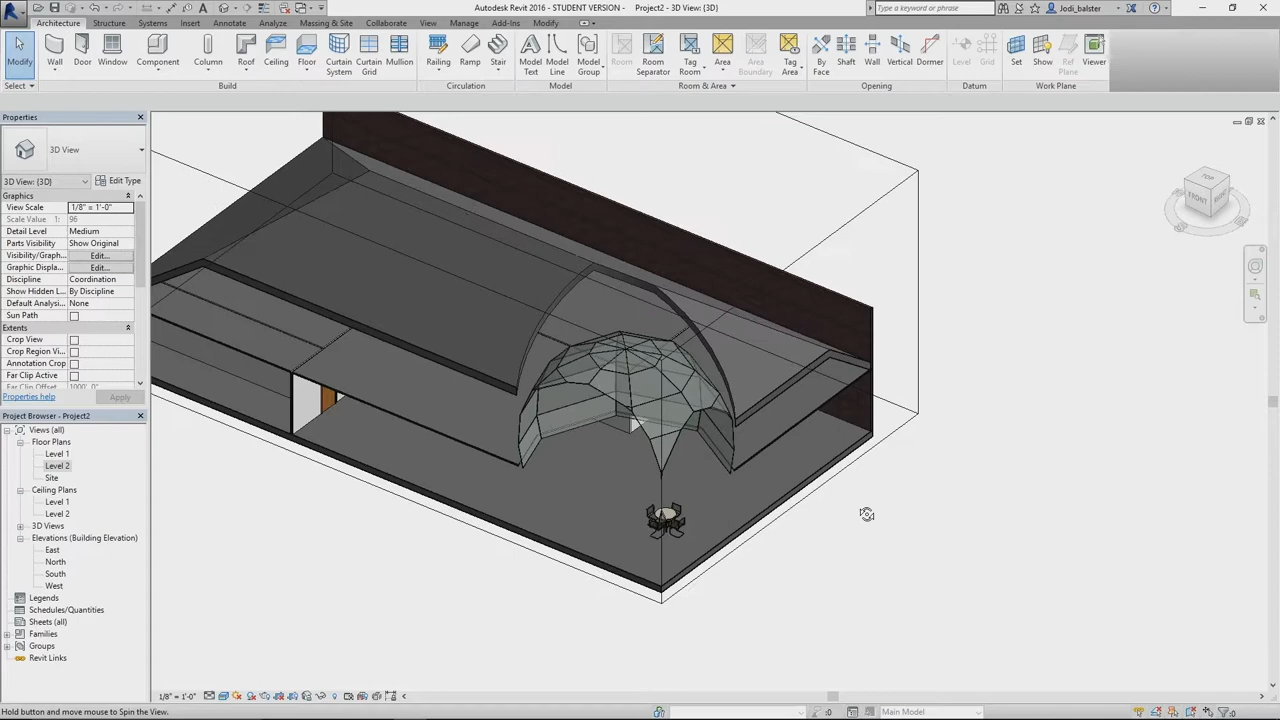 Autodesk Revit 2016 - STUDENT VERSION - Project2 - 3D View: {3D}
Type a keyword or phrase
Jodi_balster
Architecture Structure Systems Insert Annotate Analyze Massing & Site Collaborate View Manage Add-Ins Modify
Modify Wall Door Window Component Column Roof Ceiling Floor Curtain System Curtain Grid Mullion Railing Ramp Stair Model Text Model Line Model Group Room Room Separator Tag Room Area Area Boundary Tag Area By Face Shaft Wall Vertical Dormer Level Grid Set Show Ref Plane Viewer
Select Build Circulation Model Room & Area Opening Datum Work Plane
Properties
3D View
3D View: {3D} Edit Type
Graphics
View Scale 1/8" = 1'-0"
Scale Value 1: 96
Detail Level Medium
Parts Visibility Show Original
Visibility/Graph... Edit...
Graphic Displa... Edit...
Discipline Coordination
Show Hidden L... By Discipline
Default Analysi... None
Sun Path
Extents
Crop View
Crop Region Vi...
Annotation Crop
Far Clip Active
Far Clip Offset 1000' 0"
Properties help Apply
Project Browser - Project2
Views (all)
Floor Plans
Level 1
Level 2
Site
Ceiling Plans
Level 1
Level 2
3D Views
Elevations (Building Elevation)
East
North
South
West
Legends
Schedules/Quantities
Sheets (all)
Families
Groups
Revit Links
TOP
FRONT
RIGHT
1/8" = 1'-0"
Hold button and move mouse to Spin the View.
:0
Main Model
:0